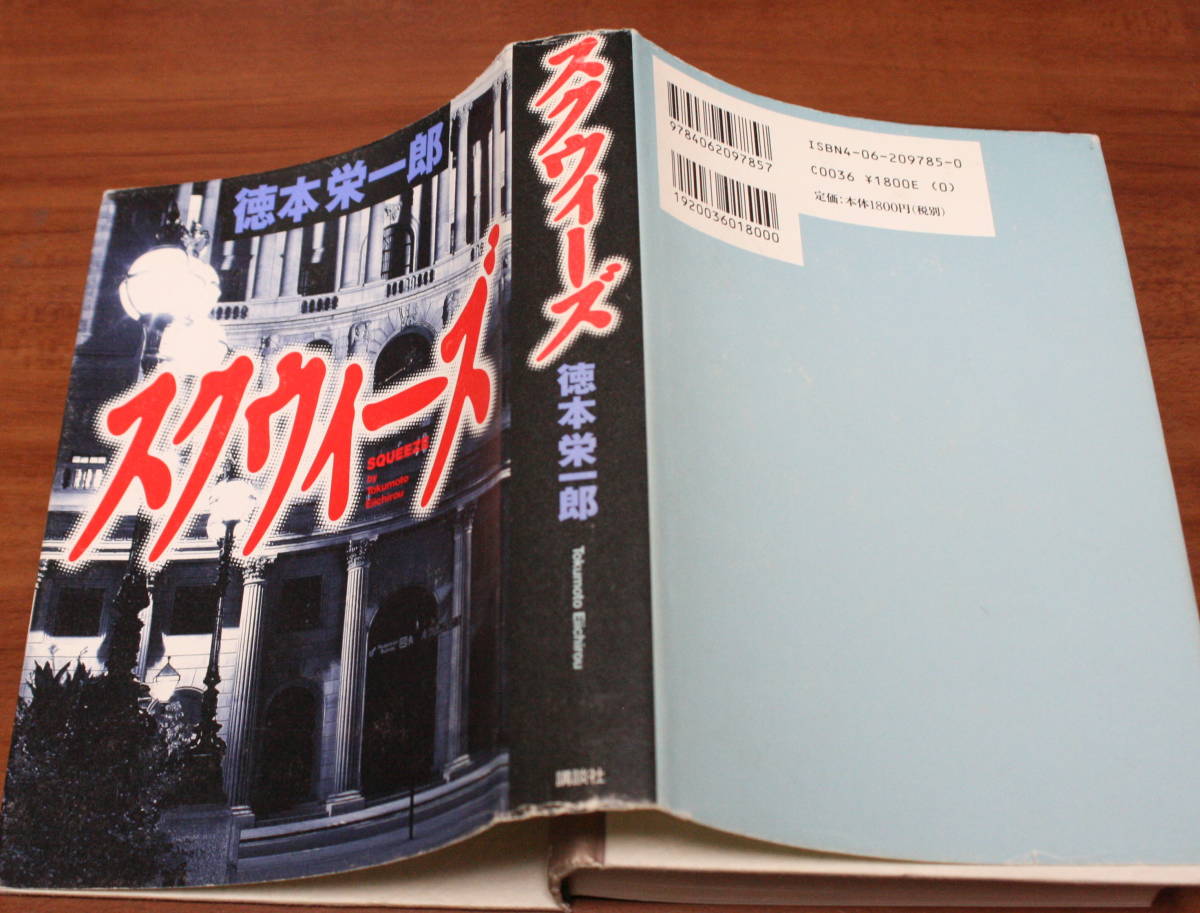 徳本栄一郎
スクウィーズ
SQUEEZE
by
Tokumoto
Eiichirou
スクウィーズ
徳本栄一郎
Tokumoto Eiichirou
講談社
9784062097857
1920036018000
ISBN4-06-209785-0
C0036 ¥1800E (0)
定価:本体1800円(税別)